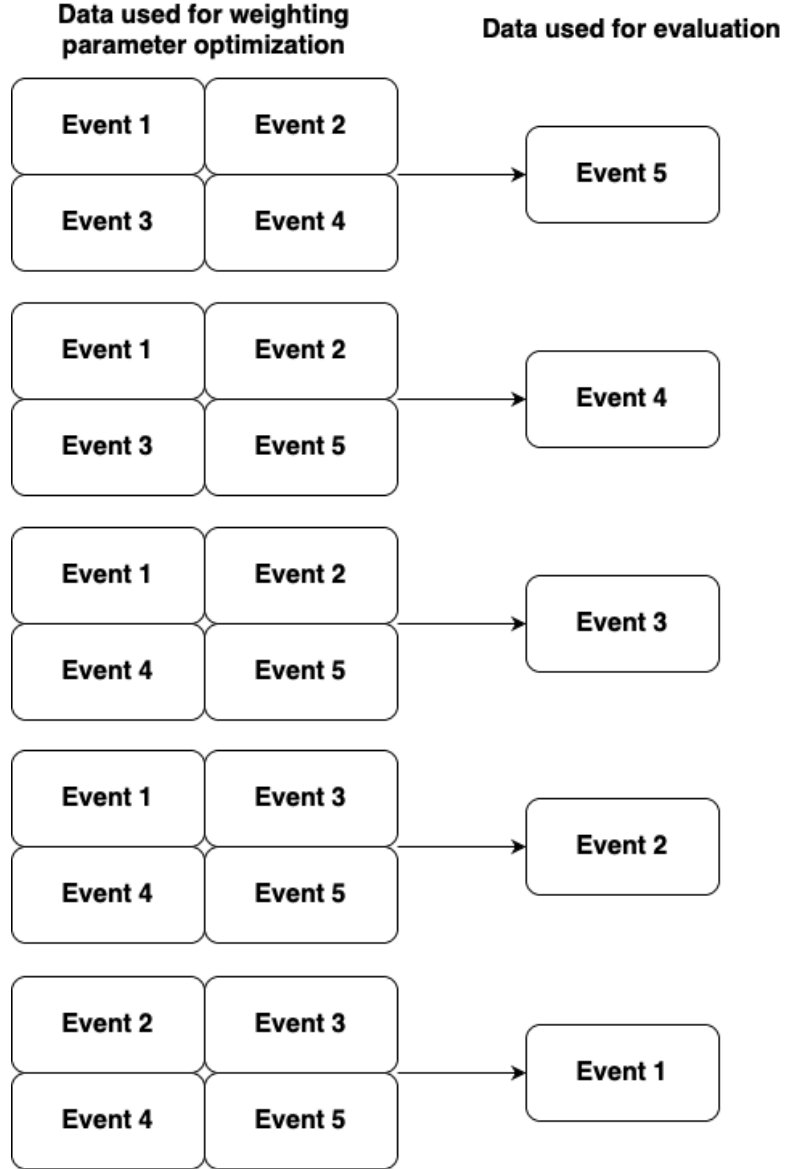 Data used for weighting
parameter optimization
Data used for evaluation
Event 1
Event 2
Event 3
Event 4
Event 5
Event 1
Event 2
Event 3
Event 5
Event 4
Event 1
Event 2
Event 4
Event 5
Event 3
Event 1
Event 3
Event 4
Event 5
Event 2
Event 2
Event 3
Event 4
Event 5
Event 1